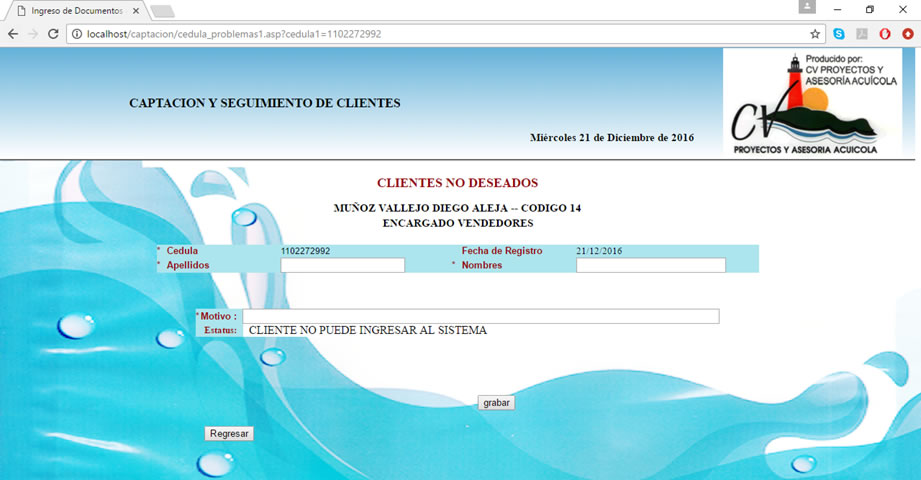 Ingreso de Documentos
localhost/captacion/cedula_problemas1.asp?cedula1=1102272992
CAPTACION Y SEGUIMIENTO DE CLIENTES
Miércoles 21 de Diciembre de 2016
Producido por:
CV PROYECTOS Y
ASESORÍA ACUÍCOLA
CV
PROYECTOS Y ASESORIA ACUICOLA
CLIENTES NO DESEADOS
MUÑOZ VALLEJO DIEGO ALEJA -- CODIGO 14
ENCARGADO VENDEDORES
* Cedula 1102272992 Fecha de Registro 21/12/2016
* Apellidos * Nombres
*Motivo :
Estatus: CLIENTE NO PUEDE INGRESAR AL SISTEMA
grabar
Regresar